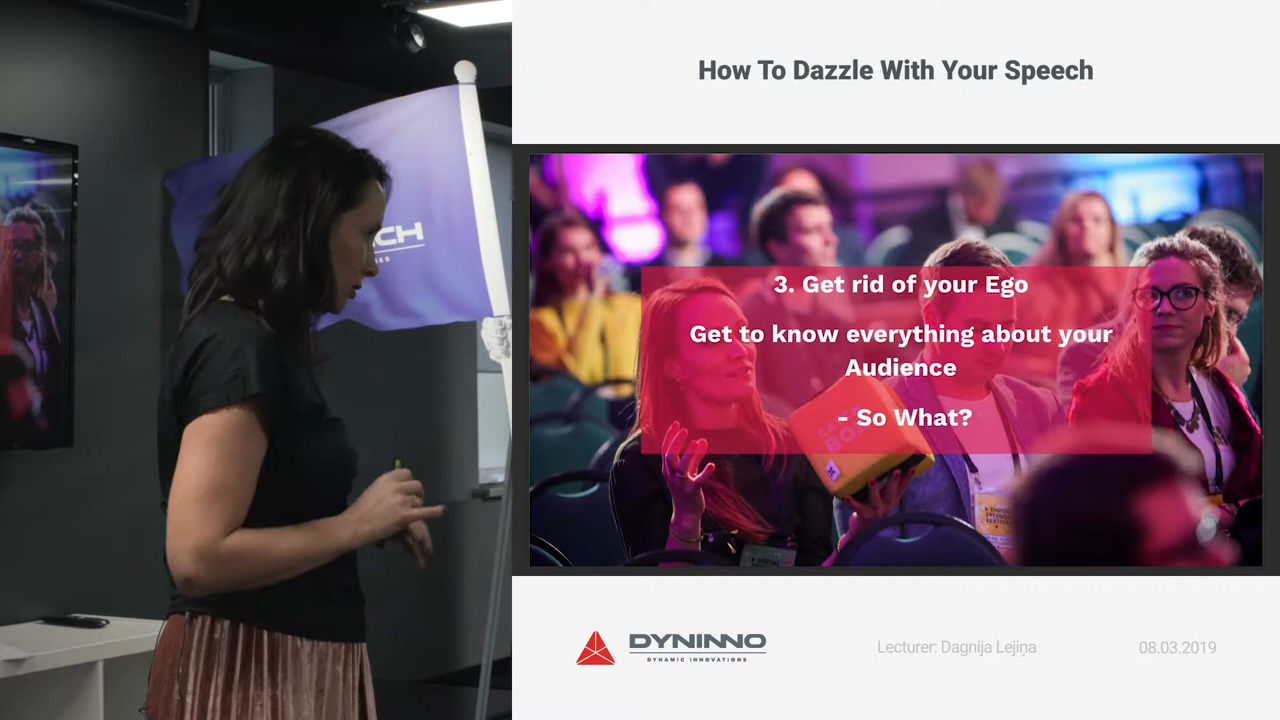 How To Dazzle With Your Speech
3. Get rid of your Ego
Get to know everything about your
Audience
- So What?
DYNINNO
DYNAMIC INNOVATIONS
Lecturer: Dagnija Lejiņa
08.03.2019